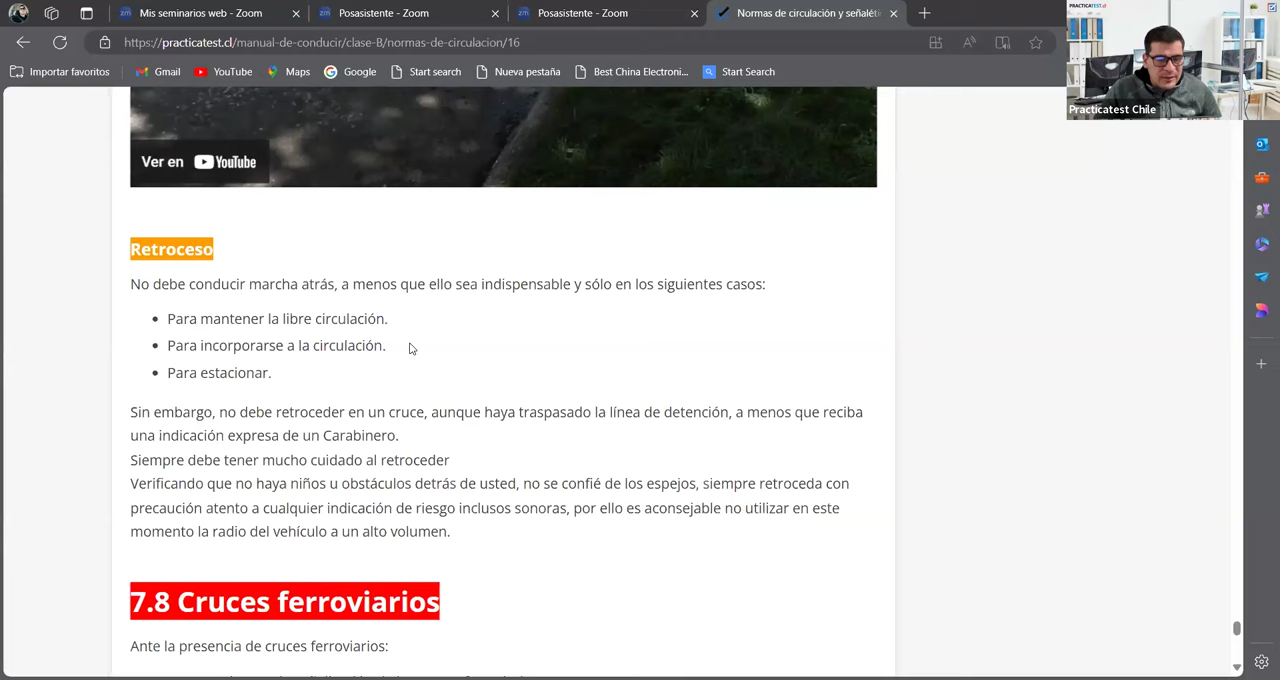 Mis seminarios web - Zoom
Posasistente - Zoom
Posasistente - Zoom
Normas de circulación y señaléti
https://practicatest.cl/manual-de-conducir/clase-B/normas-de-circulacion/16
Importar favoritos
Gmail
YouTube
Maps
Google
Start search
Nueva pestaña
Best China Electroni...
Start Search
PRACTICATEST.cl
Practicatest Chile
Ver en YouTube
Retroceso
No debe conducir marcha atrás, a menos que ello sea indispensable y sólo en los siguientes casos:
Para mantener la libre circulación.
Para incorporarse a la circulación.
Para estacionar.
Sin embargo, no debe retroceder en un cruce, aunque haya traspasado la línea de detención, a menos que reciba
una indicación expresa de un Carabinero.
Siempre debe tener mucho cuidado al retroceder
Verificando que no haya niños u obstáculos detrás de usted, no se confié de los espejos, siempre retroceda con
precaución atento a cualquier indicación de riesgo inclusos sonoras, por ello es aconsejable no utilizar en este
momento la radio del vehículo a un alto volumen.
7.8 Cruces ferroviarios
Ante la presencia de cruces ferroviarios: